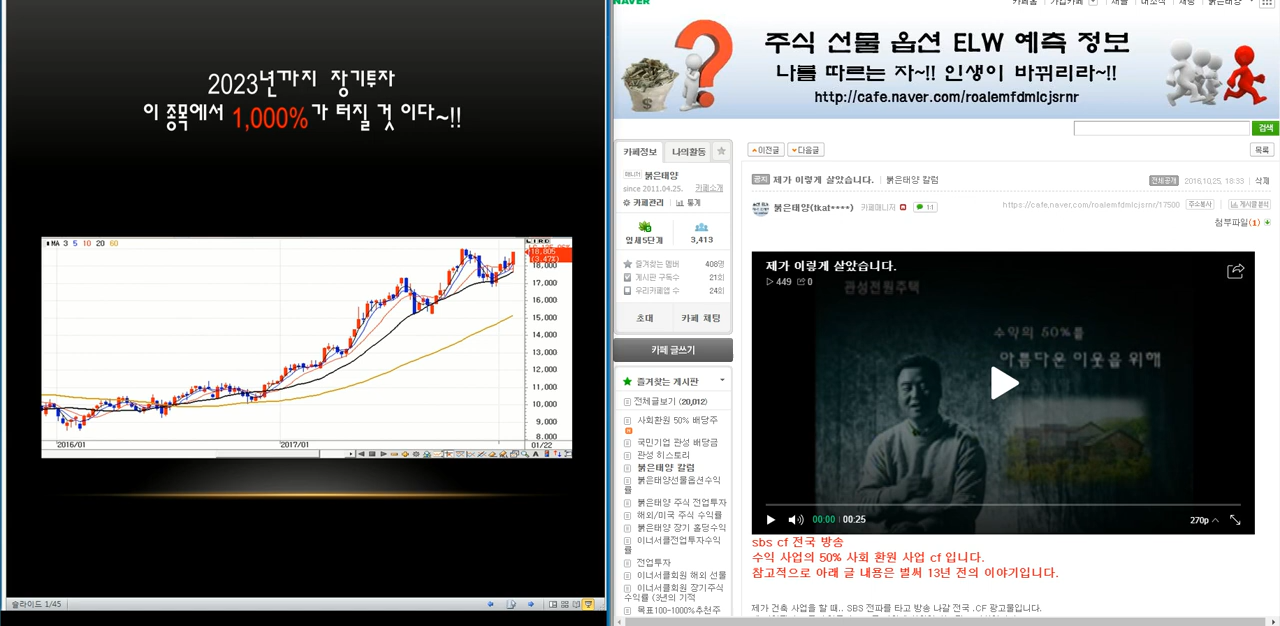 2023년까지 장기투자
이 종목에서 1,000%가 터질 것 이다~!!
MA 3 5 10 20 60
18,805
(3.47%)
18,000
17,000
16,000
15,000
14,000
13,000
12,000
11,000
10,000
9,000
8,000
2016/01
2017/01
01/22
슬라이드 1/45
NAVER
주식 선물 옵션 ELW 예측 정보
나를 따르는 자~!! 인생이 바뀌리라~!!
http://cafe.naver.com/roalemfdmlcjsrnr
검색
카페정보
나의활동
매니저 붉은태양
since 2011.04.25.
카페소개
카페관리
통계
잎새5단계
3,413
즐겨찾는 멤버 408명
게시판 구독수 21회
우리카페앱 수 24회
초대
카페 채팅
카페 글쓰기
즐겨찾는 게시판
전체글보기 (20,012)
사회환원 50% 배당주
국민기업 관성 배당금
관성 히스토리
붉은태양 칼럼
붉은태양선물옵션수익률
붉은태양 주식 전업투자
해외/미국 주식 수익률
붉은태양 장기 홀딩수익
이너서클전업투자수익률
전업투자
이너서클회원 해외 선물
이너서클회원 장기주식
수익률 (3년의 기적
목표100-1000%추천주
이전글
다음글
목록
공지 제가 이렇게 살았습니다. | 붉은태양 칼럼
전체공개 2016.10.25. 18:33 | 삭제
붉은태양(tkat****) 카페매니저
11
https://cafe.naver.com/roalemfdmlcjsrnr/17500 주소복사
게시글 분석
첨부파일(1)
제가 이렇게 살았습니다.
449 0
관성전원주택
수익의 50%를
아름다운 이웃을 위해
00:00 | 00:25
270p
sbs cf 전국 방송
수익 사업의 50% 사회 환원 사업 cf 입니다.
참고적으로 아래 글 내용은 벌써 13년 전의 이야기입니다.
제가 건축 사업을 할 때.. SBS 전파를 타고 방송 나갈 전국 .CF 광고물입니다.